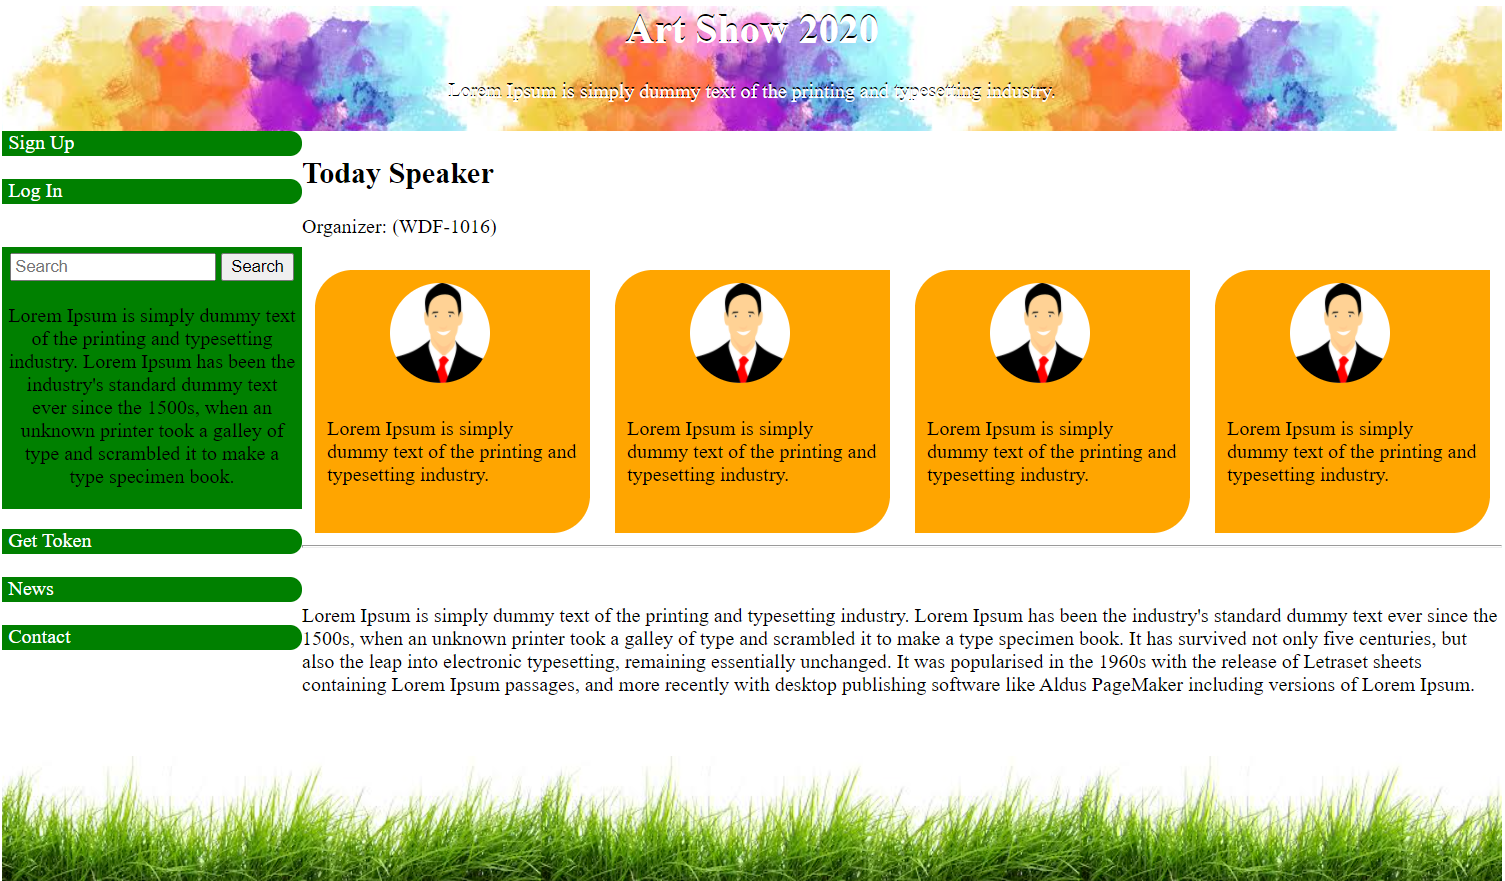 Art Show 2020
Lorem Ipsum is simply dummy text of the printing and typesetting industry.
Sign Up
Log In
Search Search
Lorem Ipsum is simply dummy text
of the printing and typesetting
industry. Lorem Ipsum has been the
industry's standard dummy text
ever since the 1500s, when an
unknown printer took a galley of
type and scrambled it to make a
type specimen book.
Get Token
News
Contact
Today Speaker
Organizer: (WDF-1016)
Lorem Ipsum is simply
dummy text of the printing and
typesetting industry.
Lorem Ipsum is simply
dummy text of the printing and
typesetting industry.
Lorem Ipsum is simply
dummy text of the printing and
typesetting industry.
Lorem Ipsum is simply
dummy text of the printing and
typesetting industry.
Lorem Ipsum is simply dummy text of the printing and typesetting industry. Lorem Ipsum has been the industry's standard dummy text ever since the
1500s, when an unknown printer took a galley of type and scrambled it to make a type specimen book. It has survived not only five centuries, but
also the leap into electronic typesetting, remaining essentially unchanged. It was popularised in the 1960s with the release of Letraset sheets
containing Lorem Ipsum passages, and more recently with desktop publishing software like Aldus PageMaker including versions of Lorem Ipsum.